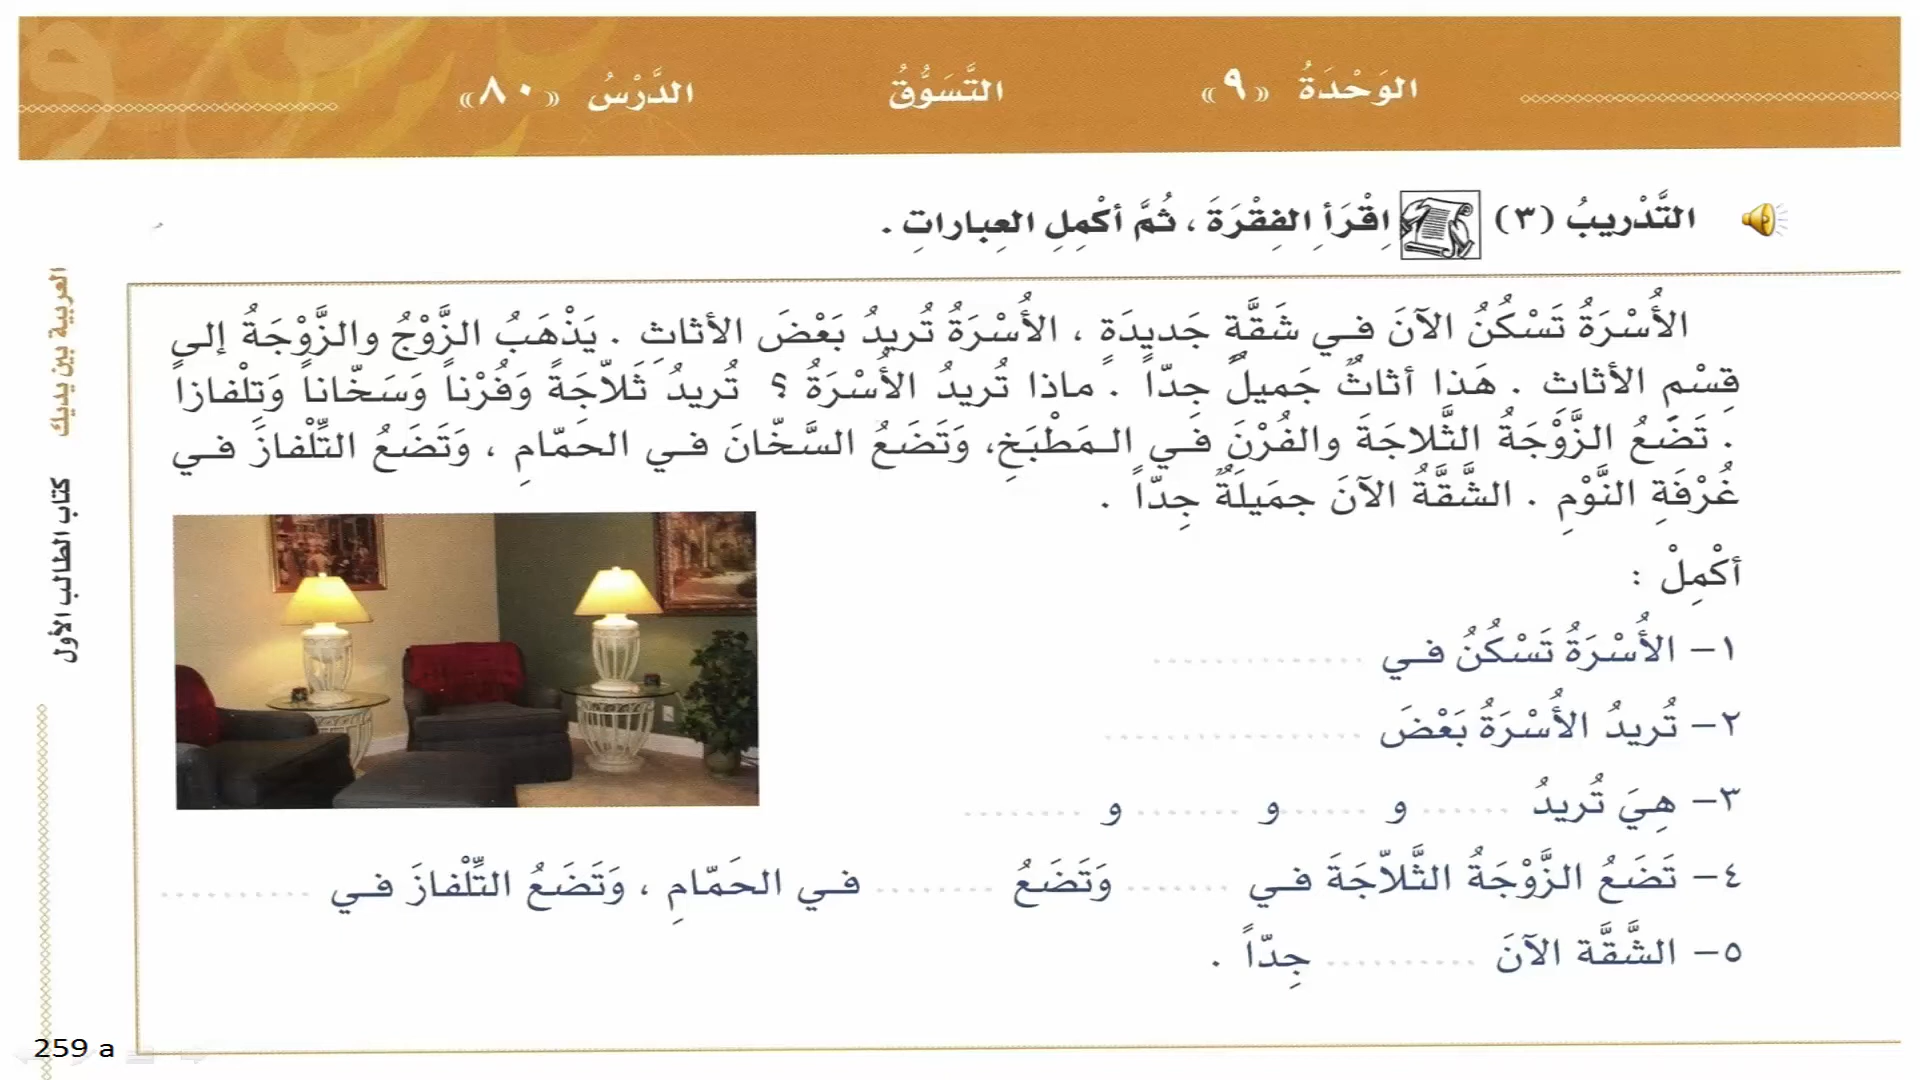 الوَحْدَةُ «٩» التَّسَوُّقُ الدَّرْسُ «٨٠»
التَّدْريبُ (٣) اِقْرَأِ الفِقْرَةَ ، ثُمَّ أكْمِلِ العِباراتِ .
الأُسْرَةُ تَسْكُنُ الآنَ في شَقَّةٍ جَديدَةٍ ، الأُسْرَةُ تُريدُ بَعْضَ الأثاثِ . يَذْهَبُ الزَّوْجُ والزَّوْجَةُ إلى
قِسْمِ الأثاث . هَذا أثاثٌ جَميلٌ جِدّاً . ماذا تُريدُ الأُسْرَةُ ؟ تُريدُ ثَلاّجَةً وَفُرْناً وَسَخّاناً وَتِلْفازاً
. تَضَعُ الزَّوْجَةُ الثَّلاجَةَ والفُرْنَ في المَطْبَخِ، وَتَضَعُ السَّخّانَ في الحَمّامِ ، وَتَضَعُ التِّلْفازَ في
غُرْفَةِ النَّوْمِ . الشَّقَّةُ الآنَ جميلَةٌ جِدّاً .
أكْمِلْ :
١– الأُسْرَةُ تَسْكُنُ في ..............
٢– تُريدُ الأُسْرَةُ بَعْضَ .................
٣– هِيَ تُريدُ ...... و ...... و ....... و ........
٤– تَضَعُ الزَّوْجَةُ الثَّلاّجَةَ في ....... وَتَضَعُ ........ في الحَمّامِ ، وَتَضَعُ التِّلْفازَ في ..........
٥– الشَّقَّة الآنَ .......... جِدّاً .
العربية بين يديك
كتاب الطالب الأول
259 a